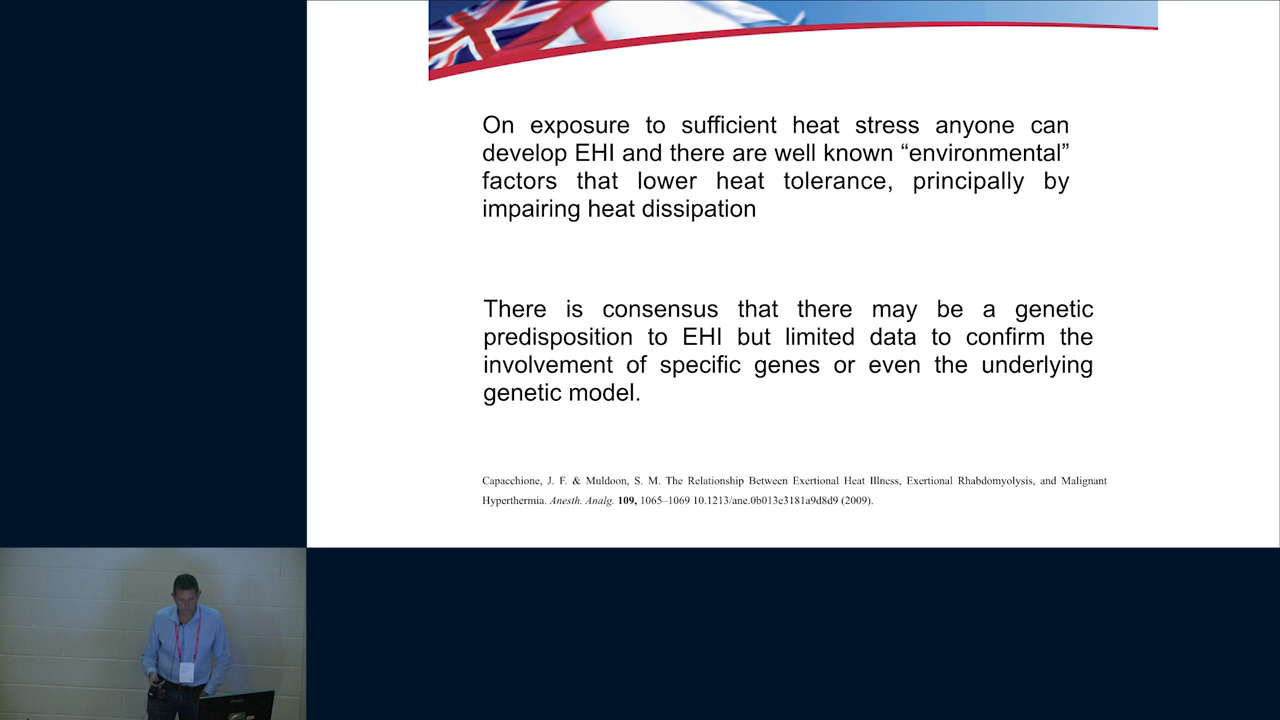 On exposure to sufficient heat stress anyone can
develop EHI and there are well known “environmental”
factors that lower heat tolerance, principally by
impairing heat dissipation
There is consensus that there may be a genetic
predisposition to EHI but limited data to confirm the
involvement of specific genes or even the underlying
genetic model.
Capacchione, J. F. & Muldoon, S. M. The Relationship Between Exertional Heat Illness, Exertional Rhabdomyolysis, and Malignant
Hyperthermia. Anesth. Analg. 109, 1065–1069 10.1213/ane.0b013e3181a9d8d9 (2009).